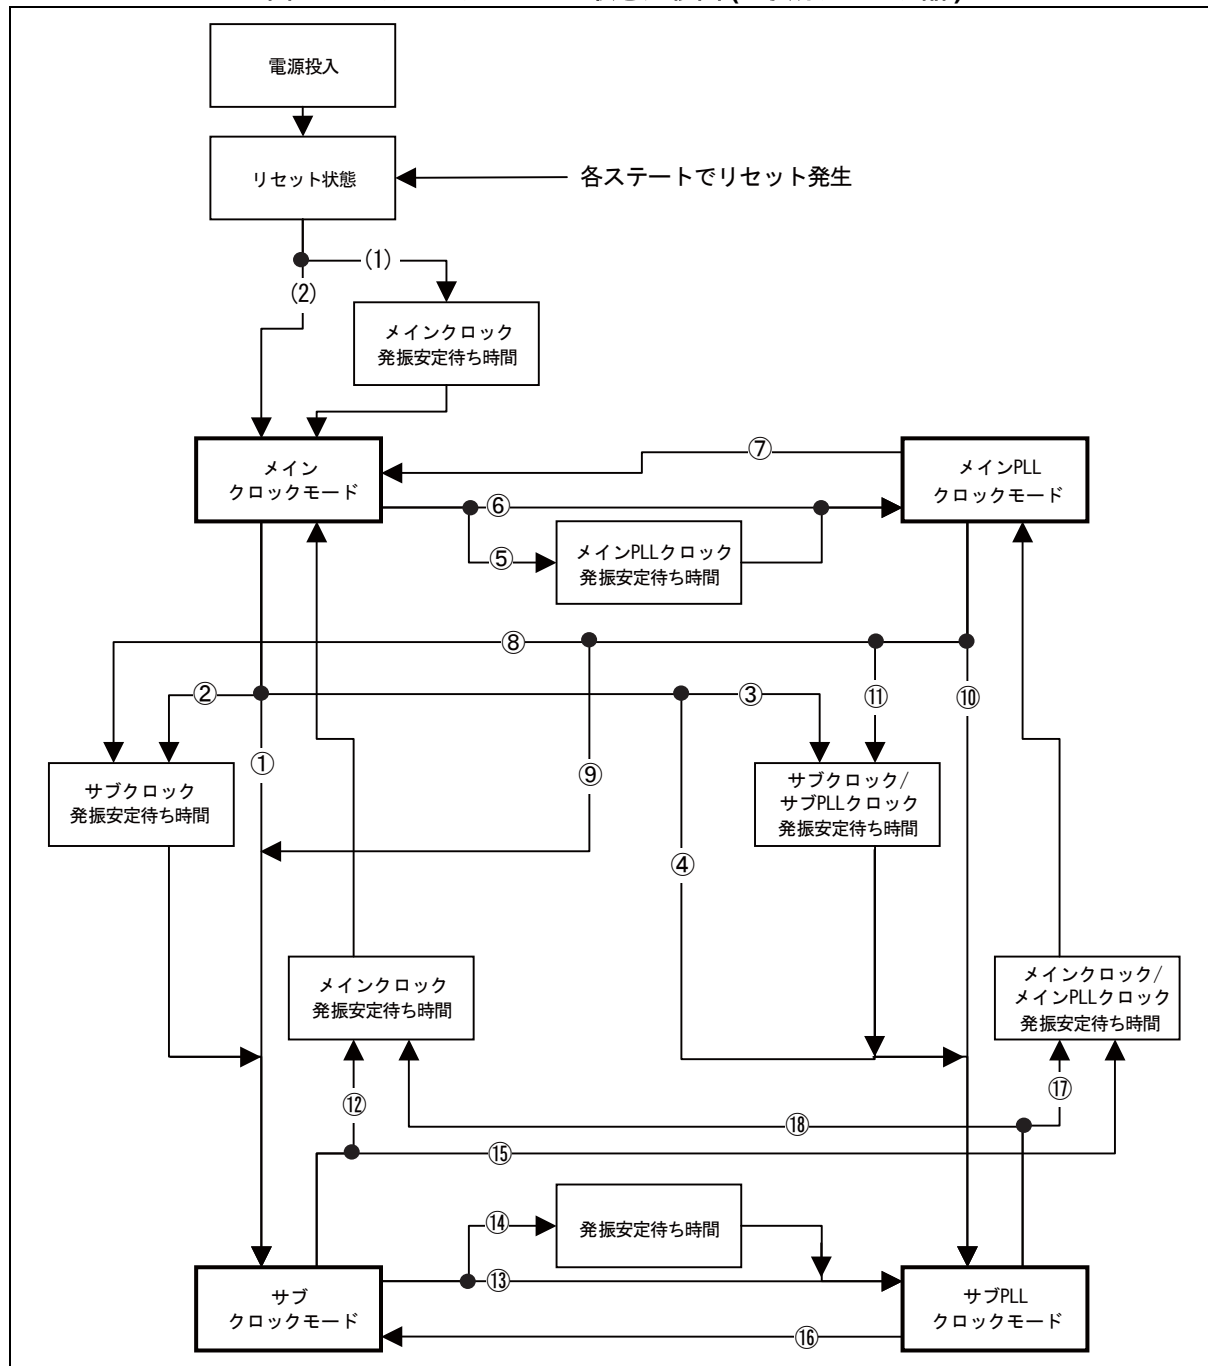 電源投入
リセット状態
各ステートでリセット発生
(1)
(2)
メインクロック
発振安定待ち時間
メイン
クロックモード
⑦
メインPLL
クロックモード
⑥
⑤
メインPLLクロック
発振安定待ち時間
⑧
②
③
⑪
⑩
①
⑨
サブクロック
発振安定待ち時間
サブクロック/
サブPLLクロック
発振安定待ち時間
④
メインクロック
発振安定待ち時間
メインクロック/
メインPLLクロック
発振安定待ち時間
⑫
⑰
⑱
⑮
⑭
発振安定待ち時間
⑬
サブ
クロックモード
サブPLL
クロックモード
⑯